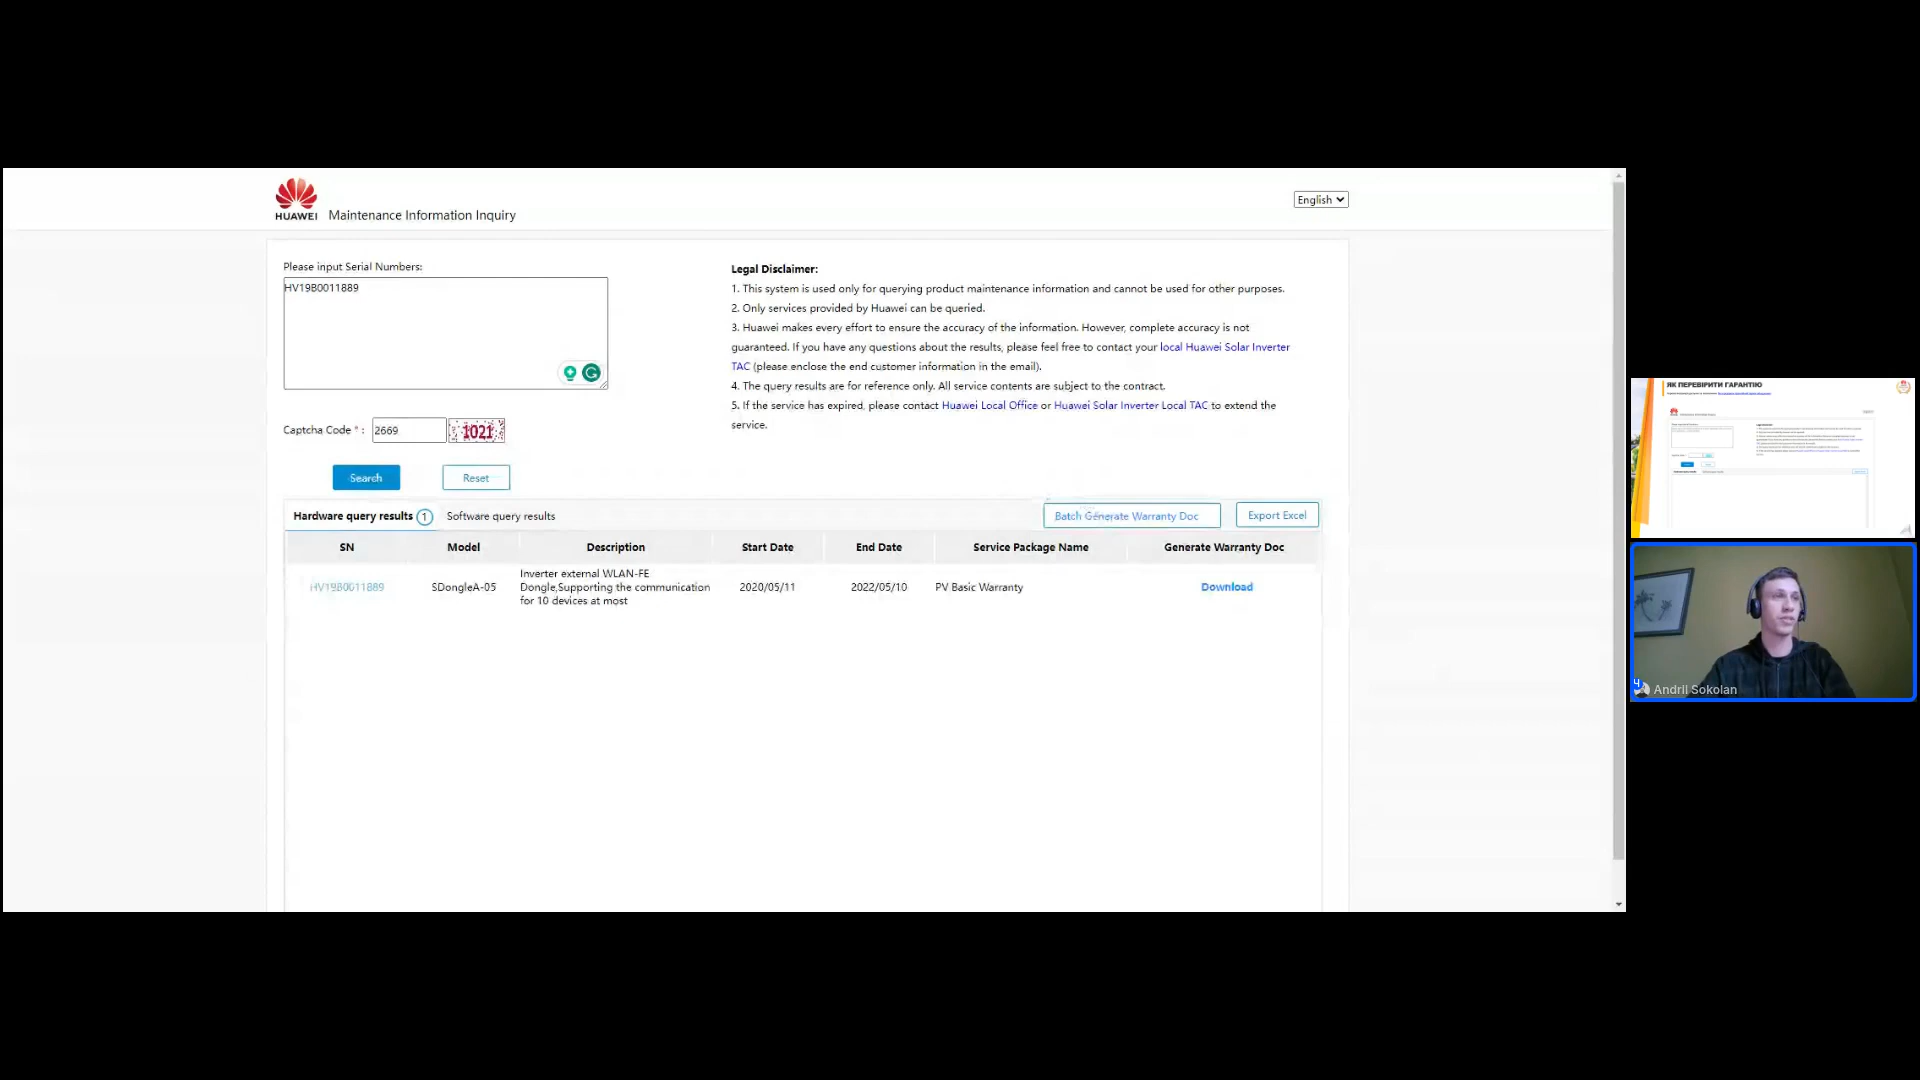 HUAWEI Maintenance Information Inquiry
English
Please input Serial Numbers:
HV19B0011889
Captcha Code * :
2669
1021
Search
Reset
Legal Disclaimer:
1. This system is used only for querying product maintenance information and cannot be used for other purposes.
2. Only services provided by Huawei can be queried.
3. Huawei makes every effort to ensure the accuracy of the information. However, complete accuracy is not
guaranteed. If you have any questions about the results, please feel free to contact your local Huawei Solar Inverter
TAC (please enclose the end customer information in the email).
4. The query results are for reference only. All service contents are subject to the contract.
5. If the service has expired, please contact Huawei Local Office or Huawei Solar Inverter Local TAC to extend the
service.
Hardware query results 1 Software query results
Batch Generate Warranty Doc
Export Excel
SN Model Description Start Date End Date Service Package Name Generate Warranty Doc
Inverter external WLAN-FE
HV19B0011889 SDongleA-05 Dongle,Supporting the communication 2020/05/11 2022/05/10 PV Basic Warranty Download
for 10 devices at most
ЯК ПЕРЕВІРИТИ ГАРАНТІЮ
Andrii Sokolan